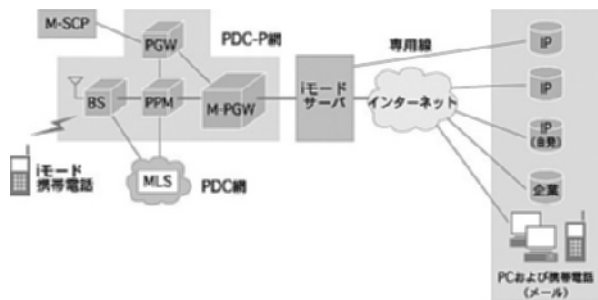 M-SCP
PGW
PDC-P網
専用線
IP
BS
PPM
M-PGW
iモード
サーバ
インターネット
IP
IP
(自発)
iモード
携帯電話
MLS
PDC網
企業
PCおよび携帯電話
(メール)